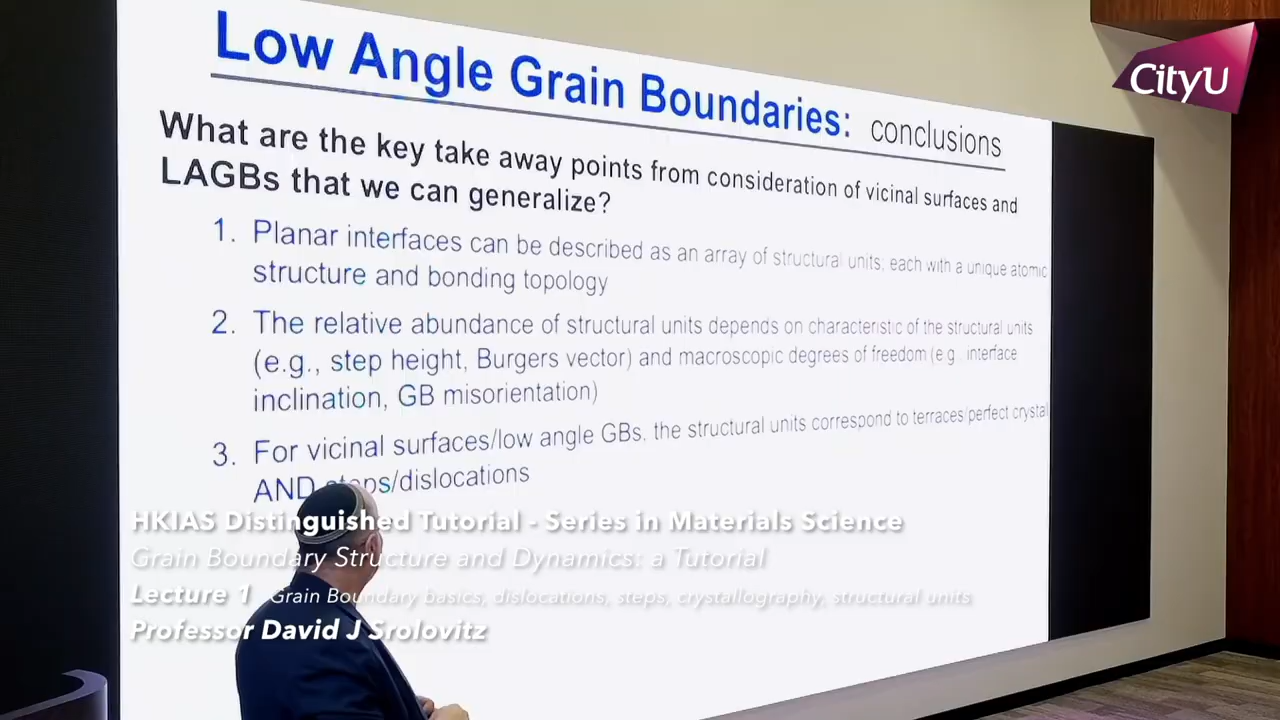 CityU
Low Angle Grain Boundaries: conclusions
What are the key take away points from consideration of vicinal surfaces and
LAGBs that we can generalize?
1. Planar interfaces can be described as an array of structural units; each with a unique atomic
structure and bonding topology
2. The relative abundance of structural units depends on characteristic of the structural units
(e.g., step height, Burgers vector) and macroscopic degrees of freedom (e.g., interface
inclination, GB misorientation)
3. For vicinal surfaces/low angle GBs, the structural units correspond to terraces/perfect crystal
AND steps/dislocations
HKIAS Distinguished Tutorial - Series in Materials Science
Grain Boundary Structure and Dynamics: a Tutorial
Lecture 1 Grain Boundary basics, dislocations, steps, crystallography, structural units
Professor David J Srolovitz